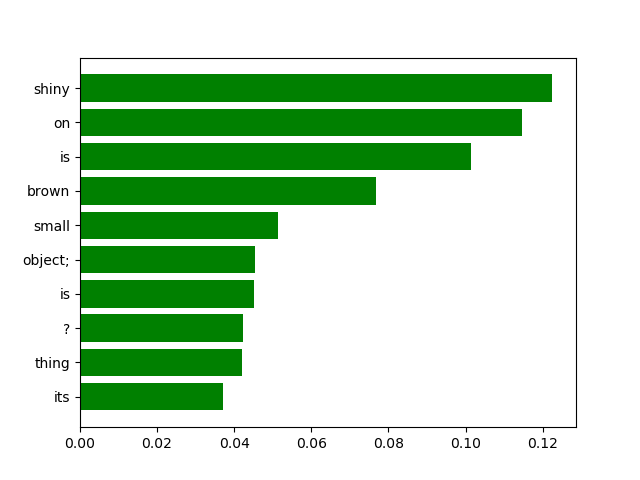 shiny
on
is
brown
small
object;
is
?
thing
its
0.00 0.02 0.04 0.06 0.08 0.10 0.12